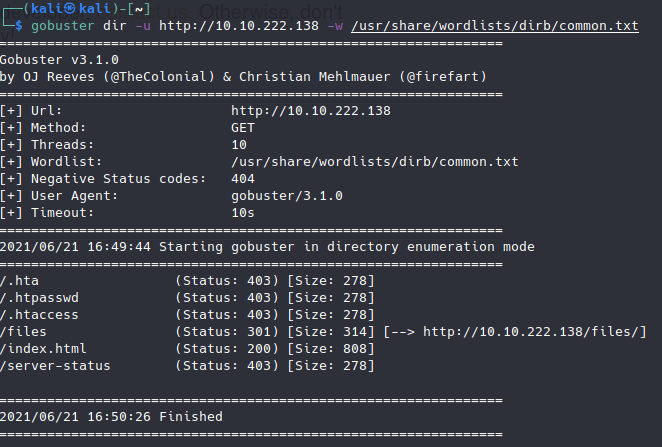 (kali㉿kali)-[~]
$ gobuster dir -u http://10.10.222.138 -w /usr/share/wordlists/dirb/common.txt
===============================================================
Gobuster v3.1.0
by OJ Reeves (@TheColonial) & Christian Mehlmauer (@firefart)
===============================================================
[+] Url:                     http://10.10.222.138
[+] Method:                  GET
[+] Threads:                 10
[+] Wordlist:                /usr/share/wordlists/dirb/common.txt
[+] Negative Status codes:   404
[+] User Agent:              gobuster/3.1.0
[+] Timeout:                 10s
===============================================================
2021/06/21 16:49:44 Starting gobuster in directory enumeration mode
===============================================================
/.hta                 (Status: 403) [Size: 278]
/.htpasswd            (Status: 403) [Size: 278]
/.htaccess            (Status: 403) [Size: 278]
/files                (Status: 301) [Size: 314] [--> http://10.10.222.138/files/]
/index.html           (Status: 200) [Size: 808]
/server-status        (Status: 403) [Size: 278]
===============================================================
2021/06/21 16:50:26 Finished
===============================================================